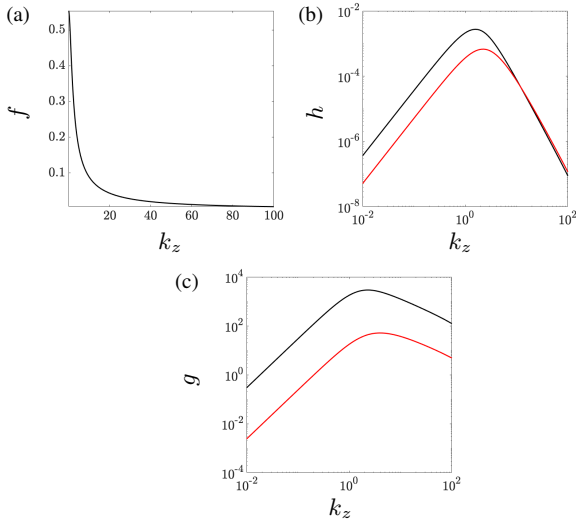 (a)
0.5
0.4
0.3
0.2
0.1
20 40 60 80 100
f
k_z
(b)
10^{-2}
10^{-4}
10^{-6}
10^{-8}
10^{-2} 10^{0} 10^{2}
h
k_z
(c)
10^{4}
10^{2}
10^{0}
10^{-2}
10^{-4}
10^{-2} 10^{0} 10^{2}
g
k_z